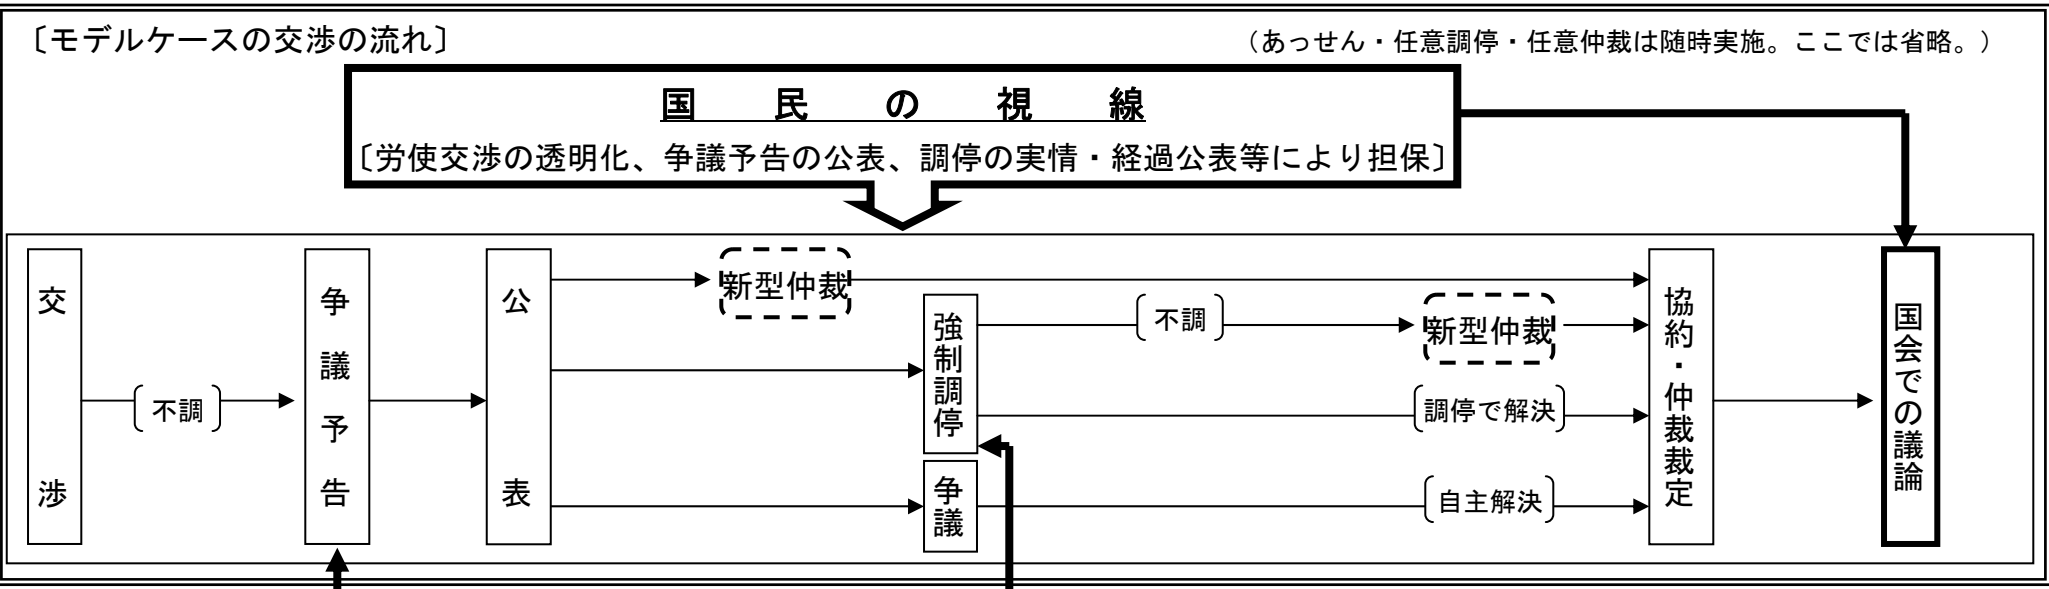 〔モデルケースの交渉の流れ〕
（あっせん・任意調停・任意仲裁は随時実施。ここでは省略。）
国民の視線
〔労使交渉の透明化、争議予告の公表、調停の実情・経過公表等により担保〕
交渉
不調
争議予告
公表
新型仲裁
強制調停
不調
新型仲裁
調停で解決
争議
自主解決
協約・仲裁裁定
国会での議論